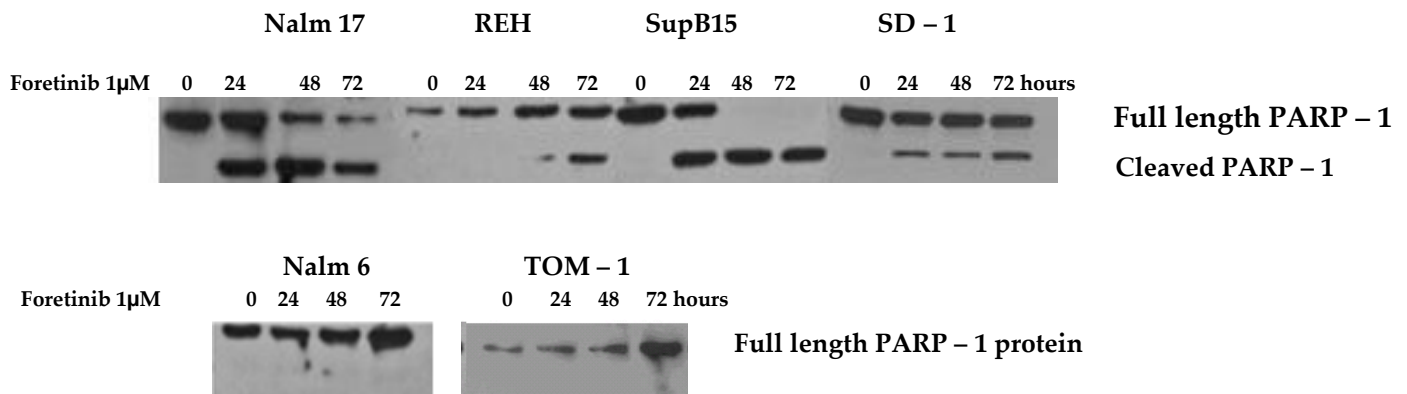 Nalm 17 REH SupB15 SD – 1
Foretinib 1µM 0 24 48 72 0 24 48 72 0 24 48 72 0 24 48 72 hours
Full length PARP – 1
Cleaved PARP – 1
Nalm 6 TOM – 1
Foretinib 1µM 0 24 48 72 0 24 48 72 hours
Full length PARP – 1 protein